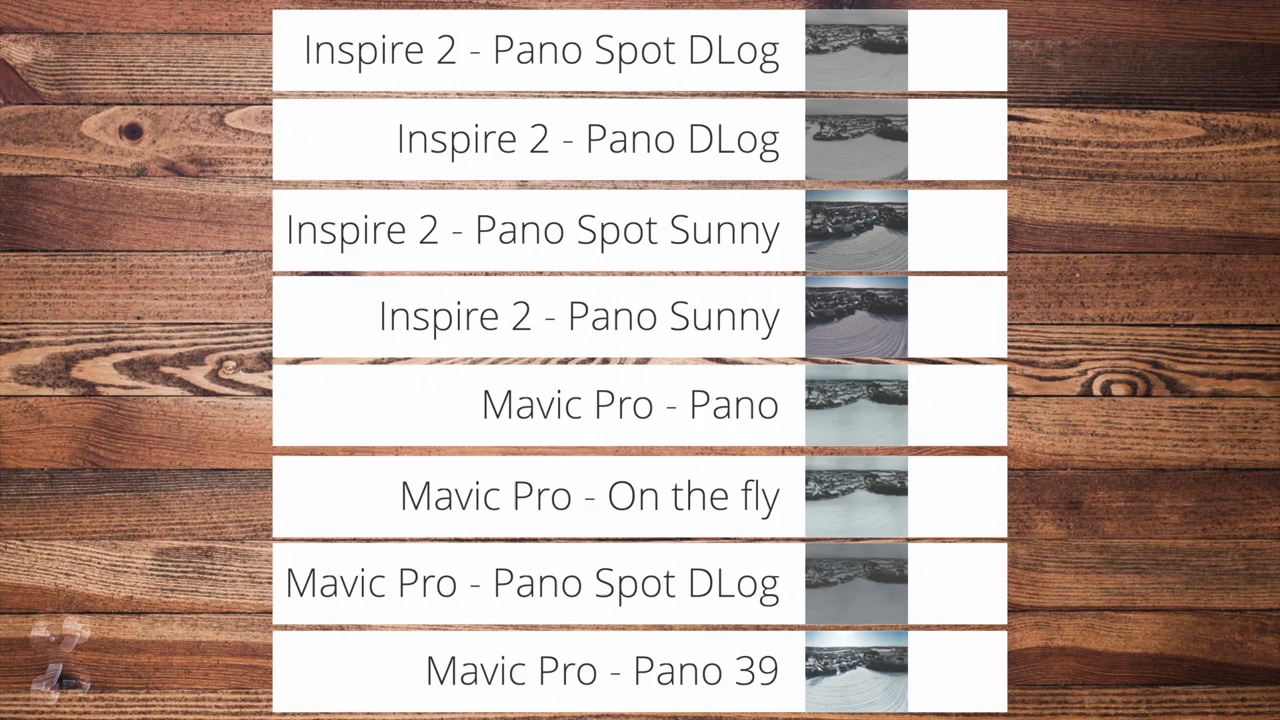 Inspire 2 - Pano Spot DLog
Inspire 2 - Pano DLog
Inspire 2 - Pano Spot Sunny
Inspire 2 - Pano Sunny
Mavic Pro - Pano
Mavic Pro - On the fly
Mavic Pro - Pano Spot DLog
Mavic Pro - Pano 39